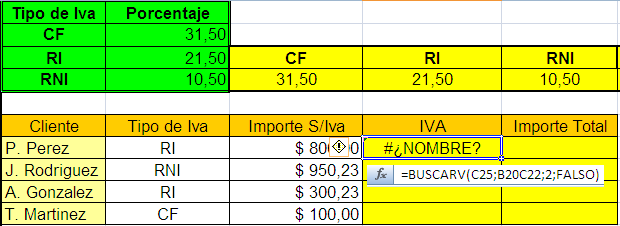 Tipo de Iva Porcentaje
CF 31,50
RI 21,50 CF RI RNI
RNI 10,50 31,50 21,50 10,50
Cliente Tipo de Iva Importe S/Iva IVA Importe Total
P. Perez RI $ 80 0 #¿NOMBRE?
J. Rodriguez RNI $ 950,23
fx =BUSCARV(C25;B20C22;2;FALSO)
A. Gonzalez RI $ 300,23
T. Martinez CF $ 100,00